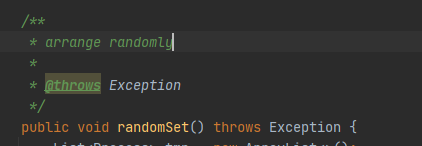 /**
* arrange randomly
*
* @throws Exception
*/
public void randomSet() throws Exception {